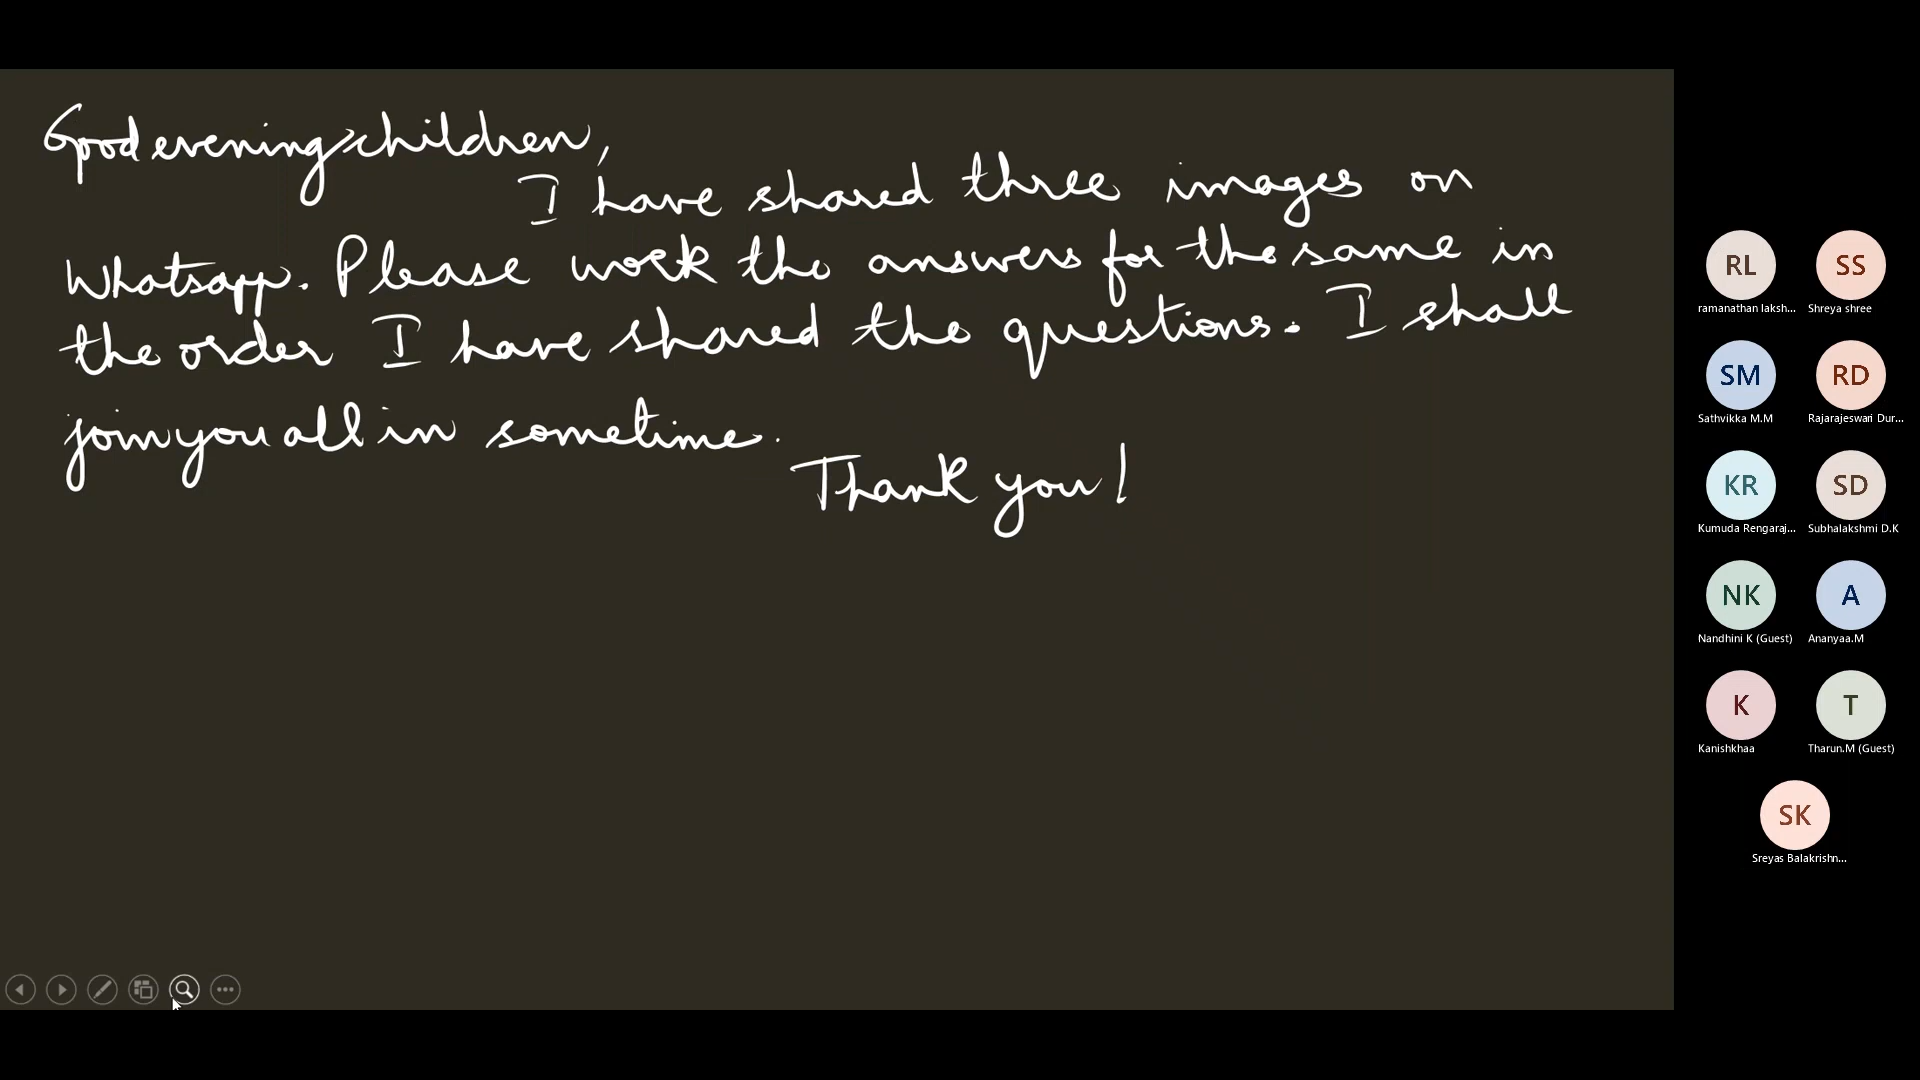 Good evening children,
I have shared three images on
Whatsapp. Please work the answers for the same in
the order I have shared the questions. I shall
join you all in sometime.
Thank you!
RL
SS
ramanathan laksh...
Shreya shree
SM
RD
Sathvikka M.M
Rajarajeswari Dur...
KR
SD
Kumuda Rengaraj...
Subhalakshmi D.K
NK
A
Nandhini K (Guest)
Ananyaa.M
K
T
Kanishkhaa
Tharun.M (Guest)
SK
Sreyas Balakrishn...